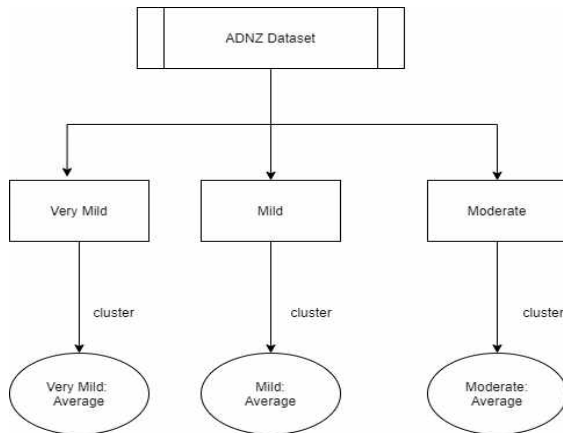 ADNZ Dataset
Very Mild
Mild
Moderate
cluster
cluster
cluster
Very Mild:
Average
Mild:
Average
Moderate:
Average